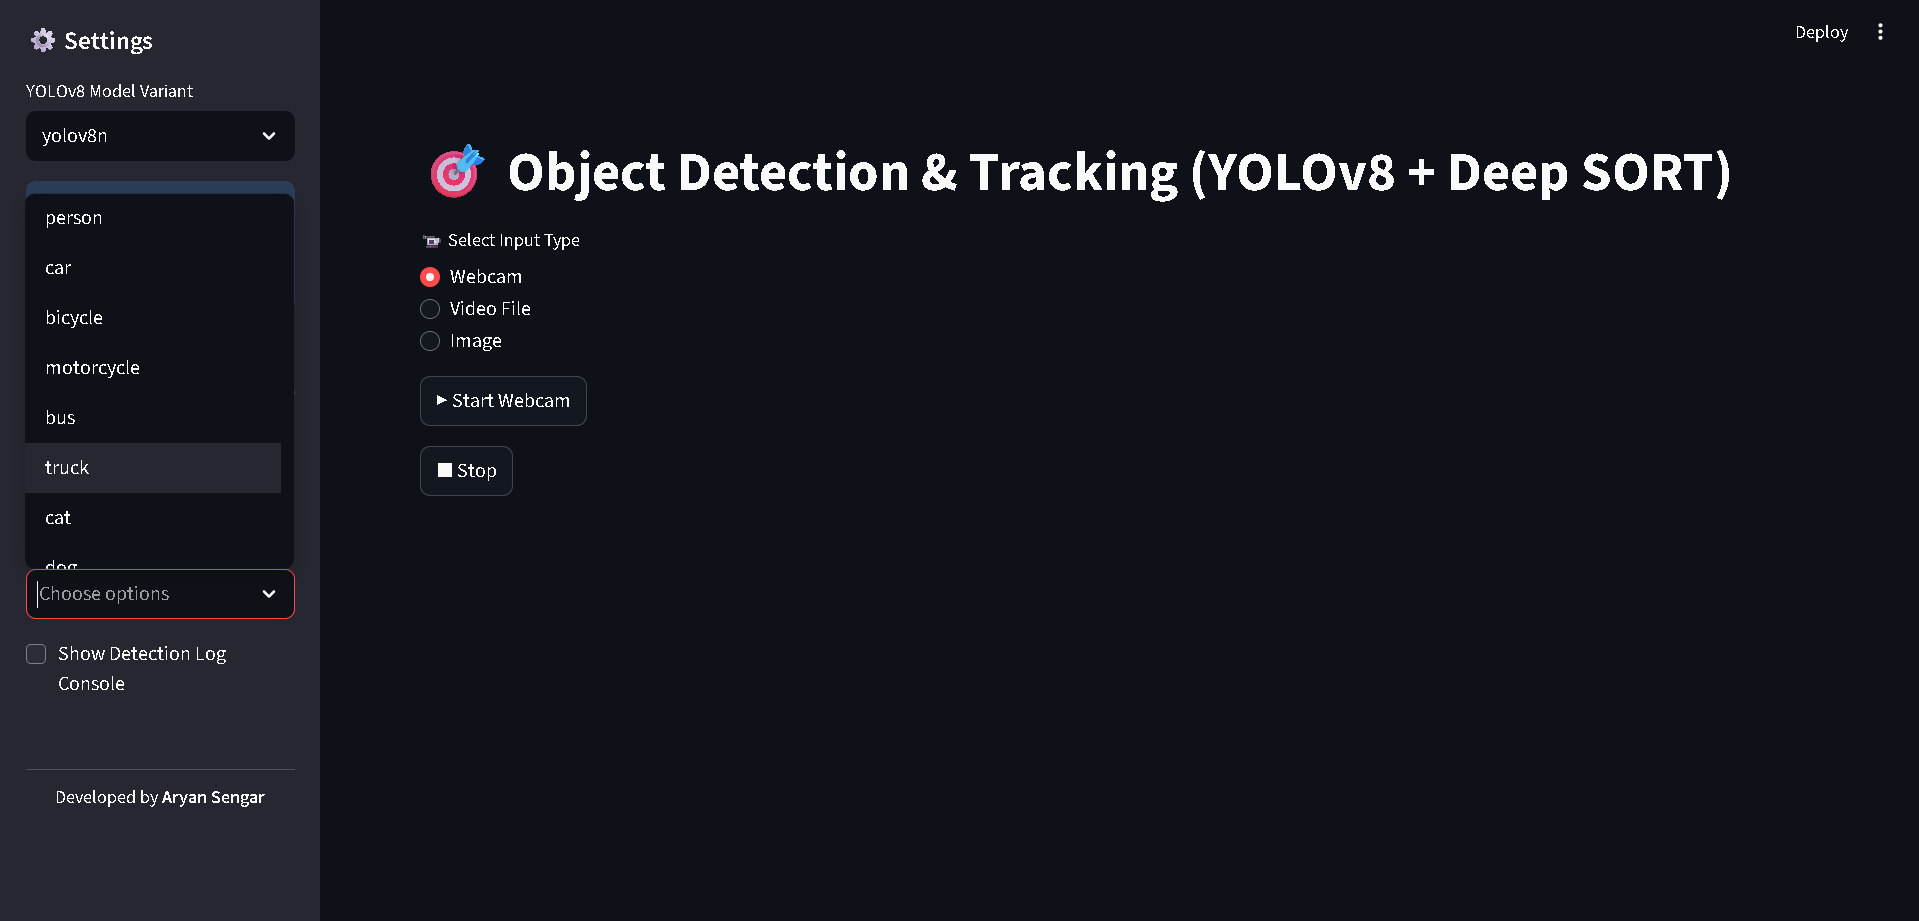 Settings
YOLOv8 Model Variant
yolov8n
person
car
bicycle
motorcycle
bus
truck
cat
dog
Choose options
Show Detection Log
Console
Developed by Aryan Sengar
Deploy
Object Detection & Tracking (YOLOv8 + Deep SORT)
Select Input Type
Webcam
Video File
Image
Start Webcam
Stop